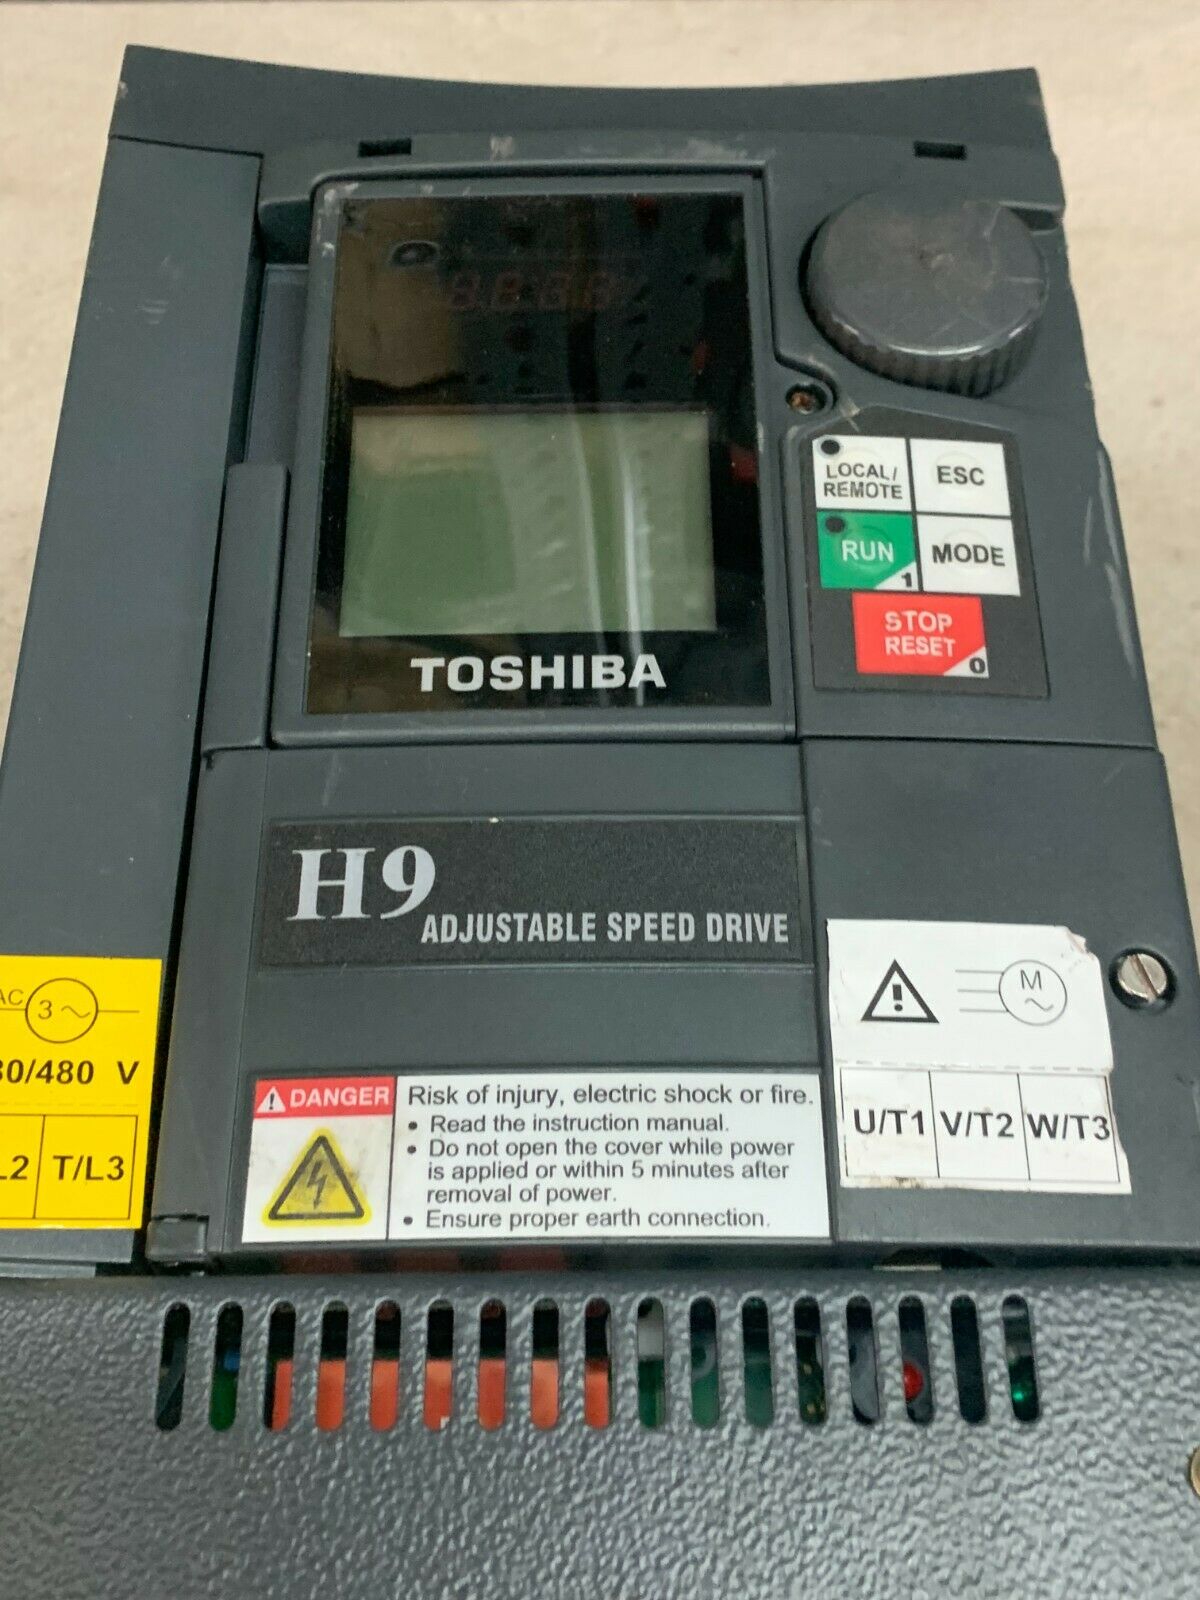 LOCAL/
REMOTE
ESC
RUN
1
MODE
STOP
RESET
0
TOSHIBA
H9
ADJUSTABLE SPEED DRIVE
AC 3~
/480 V
T/L3
M
~
U/T1 V/T2 W/T3
DANGER
Risk of injury, electric shock or fire.
• Read the instruction manual.
• Do not open the cover while power
is applied or within 5 minutes after
removal of power.
• Ensure proper earth connection.